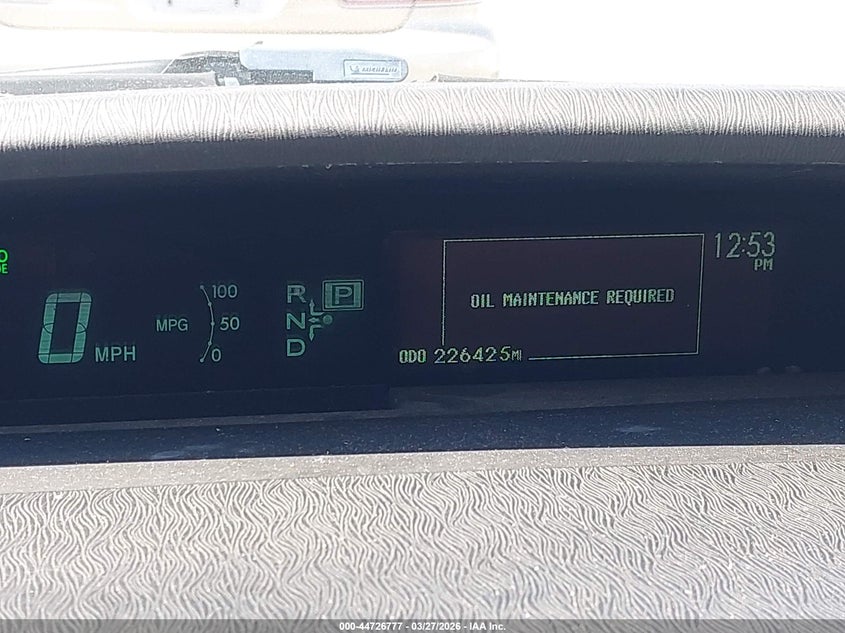 MICHELIN
12:53
PM
0 MPH
MPG
100
50
0
R
N
D
P
OIL MAINTENANCE REQUIRED
ODO 226425MI
000-44726777 - 03/27/2026 - IAA Inc.